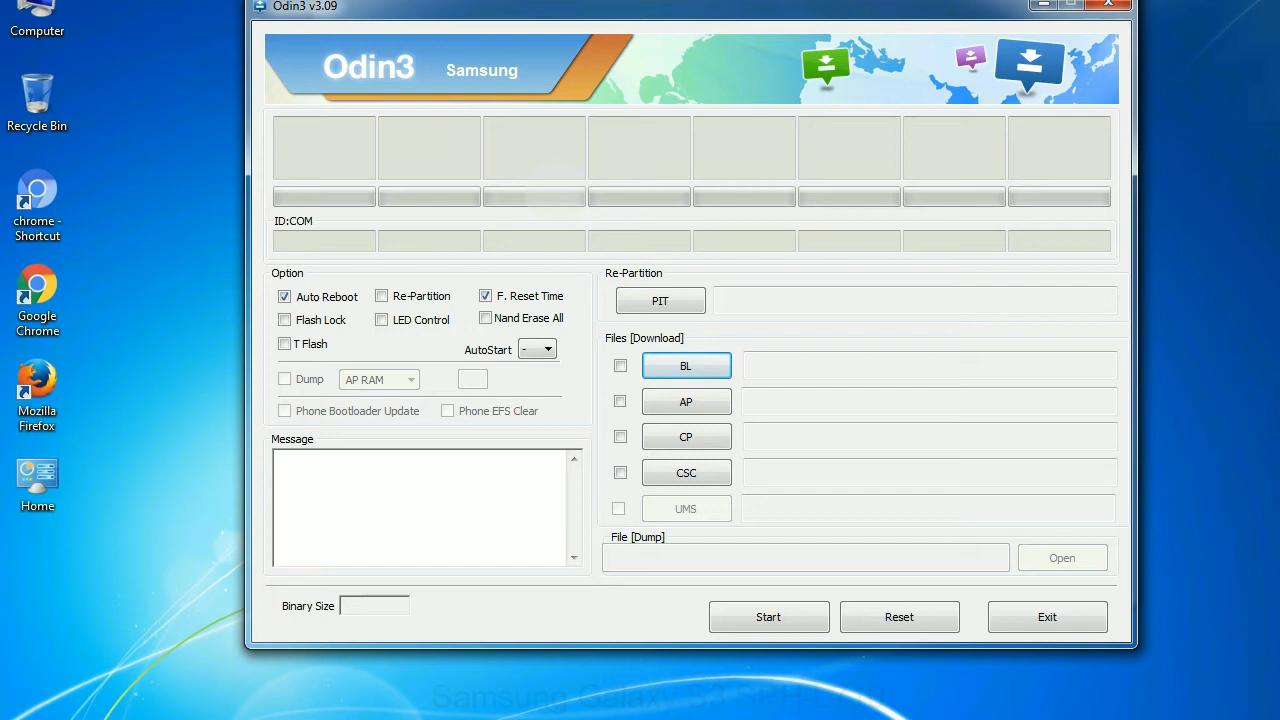 Odin3 v3.09
Computer
Recycle Bin
chrome -
Shortcut
Google
Chrome
Mozilla
Firefox
Home
Odin3 Samsung
ID:COM
Option
Auto Reboot Re-Partition F. Reset Time
Flash Lock LED Control Nand Erase All
T Flash AutoStart -
Dump AP RAM
Phone Bootloader Update Phone EFS Clear
Message
Re-Partition
PIT
Files [Download]
BL
AP
CP
CSC
UMS
File [Dump]
Open
Binary Size
Start Reset Exit
Samsung Galaxy S3